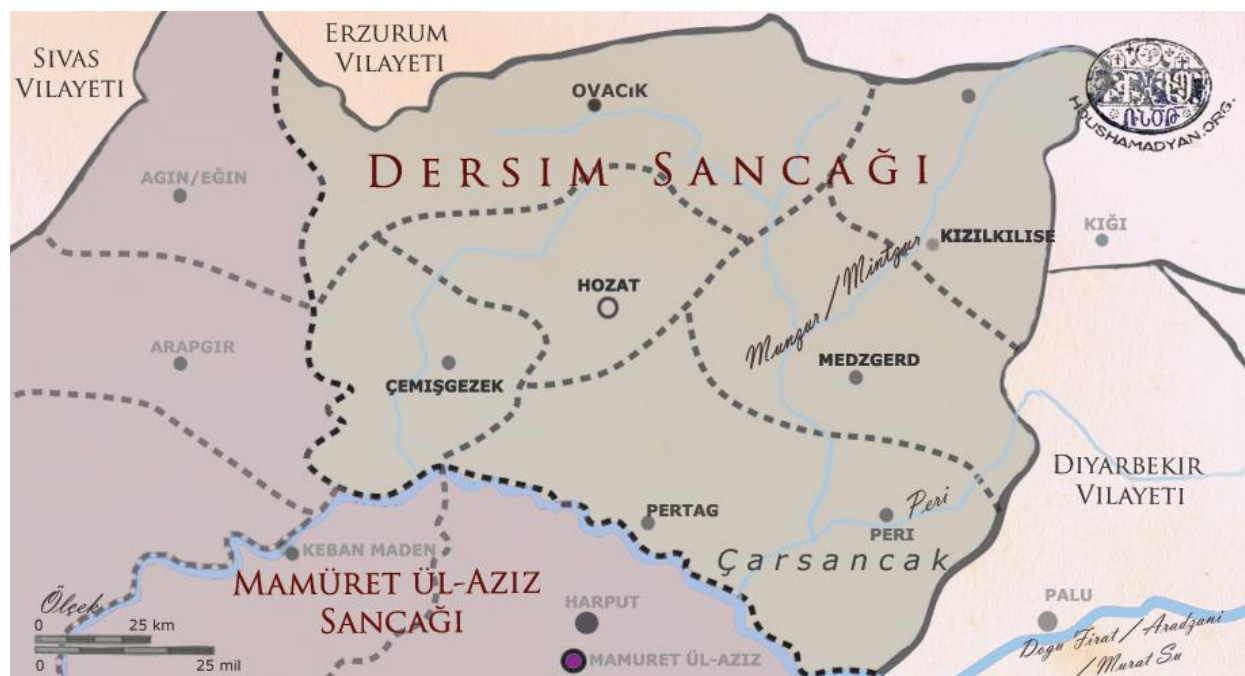 SIVAS
VILAYETI
ERZURUM
VILAYETI
HOUSHAMADYAN.ORG.
OVACıK
DERSIM SANCAĞI
AGIN/EĞIN
KIZILKILISE
KIĞI
Munzur / Mintzur
HOZAT
ARAPGIR
ÇEMIŞGEZEK
MEDZGERD
DIYARBEKIR
VILAYETI
PERTAG
Peri
PERI
Çarsancak
KEBAN MADEN
MAMÜRET ÜL-AZIZ
SANCAĞI
HARPUT
MAMURET ÜL-AZIZ
PALU
Dogu Firat / Aradzani
/ Murat Su
Ölçek
0 25 km
0 25 mil